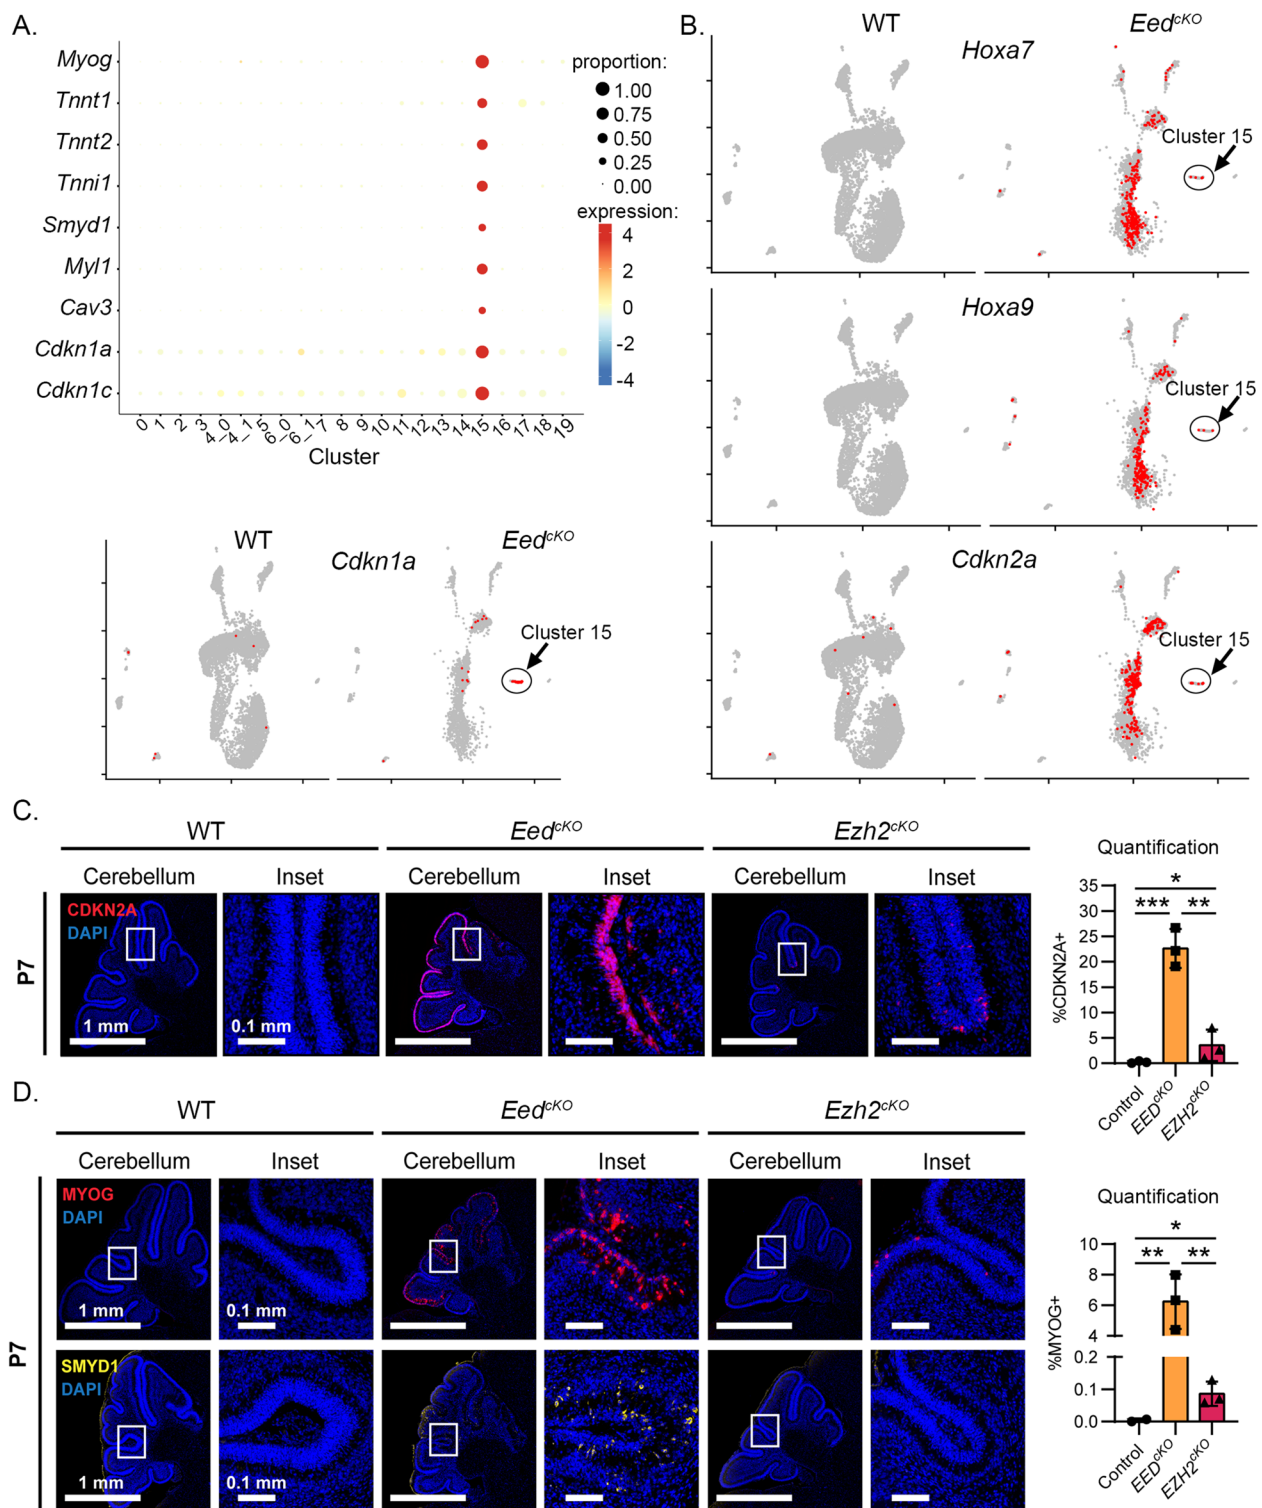 A.
Myog
Tnnt1
Tnnt2
Tnni1
Smyd1
Myl1
Cav3
Cdkn1a
Cdkn1c
0
1
2
3
4_0
4_1
5
6_0
6_1
7
8
9
10
11
12
13
14
15
16
17
18
19
Cluster
proportion:
1.00
0.75
0.50
0.25
0.00
expression:
4
2
0
-2
-4
WT
Cdkn1a
EedcKO
Cluster 15
B.
WT
EedcKO
Hoxa7
Cluster 15
Hoxa9
Cluster 15
Cdkn2a
Cluster 15
C.
WT
EedcKO
Ezh2cKO
Cerebellum
Inset
Cerebellum
Inset
Cerebellum
Inset
P7
CDKN2A
DAPI
1 mm
0.1 mm
Quantification
%CDKN2A+
35
30
25
20
15
10
5
0
*
***
**
Control
EEDcKO
EZH2cKO
D.
WT
EedcKO
Ezh2cKO
Cerebellum
Inset
Cerebellum
Inset
Cerebellum
Inset
P7
MYOG
DAPI
1 mm
0.1 mm
SMYD1
DAPI
1 mm
0.1 mm
Quantification
%MYOG+
10
8
6
4
0.2
0.1
0.0
*
**
**
Control
EEDcKO
EZH2cKO